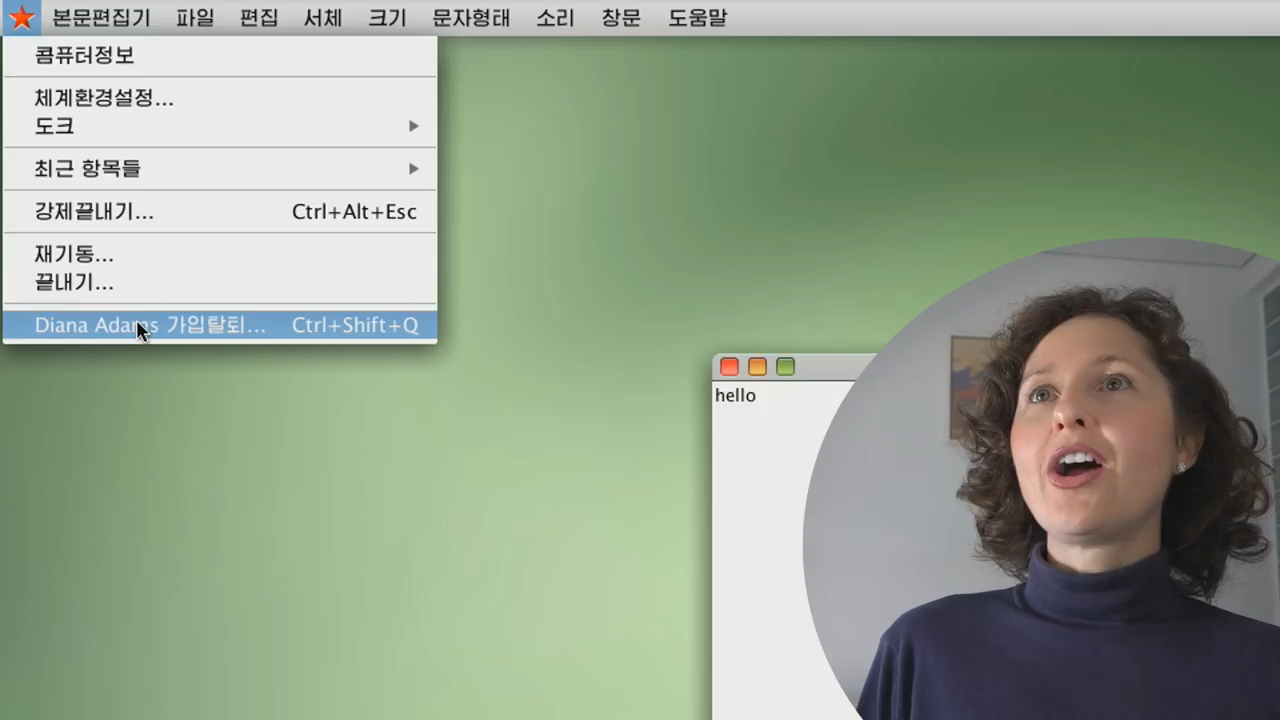 본문편집기 파일 편집 서체 크기 문자형태 소리 창문 도움말
콤퓨터정보
체계환경설정...
도크
최근 항목들
강제끝내기... Ctrl+Alt+Esc
재기동...
끝내기...
Diana Adams 가입탈퇴... Ctrl+Shift+Q
hello